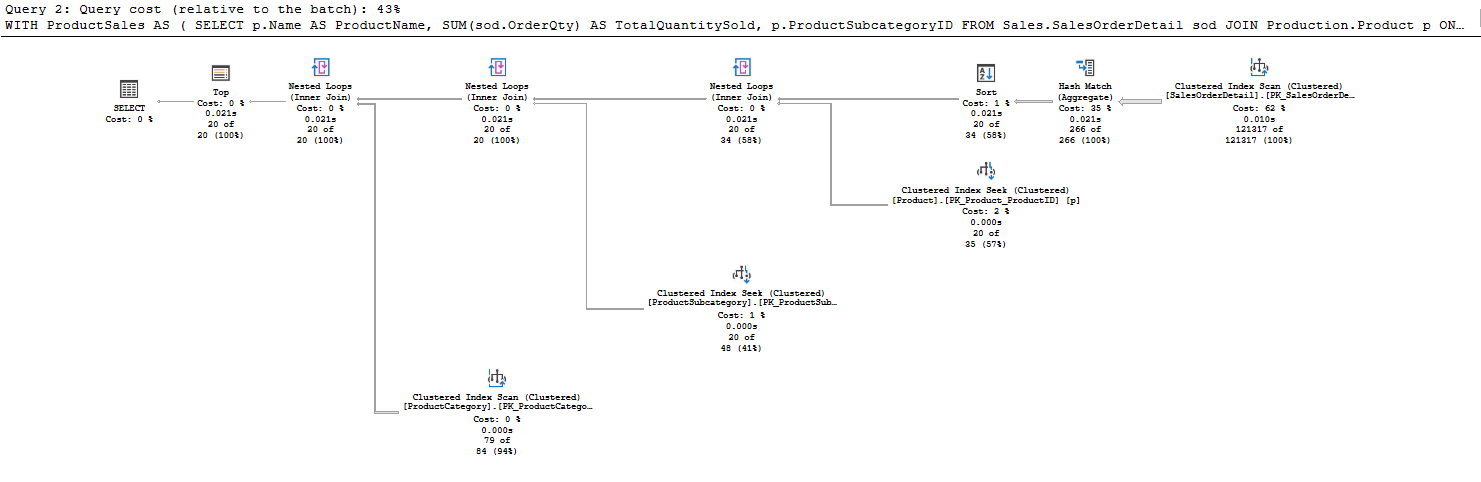 Query 2: Query cost (relative to the batch): 43%
WITH ProductSales AS ( SELECT p.Name AS ProductName, SUM(sod.OrderQty) AS TotalQuantitySold, p.ProductSubcategoryID FROM Sales.SalesOrderDetail sod JOIN Production.Product p ON…
SELECT
Cost: 0 %
Top
Cost: 0 %
0.021s
20 of
20 (100%)
Nested Loops
(Inner Join)
Cost: 0 %
0.021s
20 of
20 (100%)
Nested Loops
(Inner Join)
Cost: 0 %
0.021s
20 of
20 (100%)
Nested Loops
(Inner Join)
Cost: 0 %
0.021s
20 of
34 (58%)
Sort
Cost: 1 %
0.021s
20 of
34 (58%)
Hash Match
(Aggregate)
Cost: 35 %
0.021s
266 of
266 (100%)
Clustered Index Scan (Clustered)
[SalesOrderDetail].[PK_SalesOrderDe…
Cost: 62 %
0.010s
121317 of
121317 (100%)
Clustered Index Seek (Clustered)
[Product].[PK_Product_ProductID] [p]
Cost: 2 %
0.000s
20 of
35 (57%)
Clustered Index Seek (Clustered)
[ProductSubcategory].[PK_ProductSub…
Cost: 1 %
0.000s
20 of
48 (41%)
Clustered Index Scan (Clustered)
[ProductCategory].[PK_ProductCatego…
Cost: 0 %
0.000s
79 of
84 (94%)